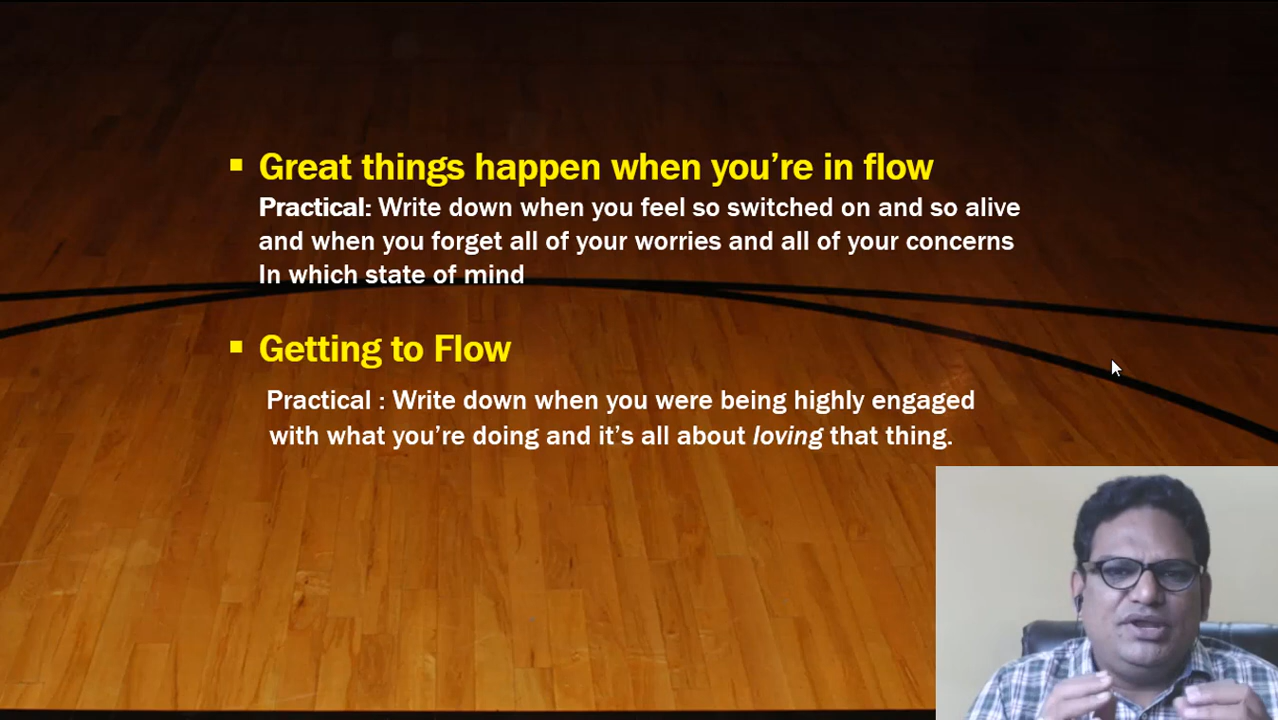 ▪ Great things happen when you're in flow
Practical: Write down when you feel so switched on and so alive
and when you forget all of your worries and all of your concerns
In which state of mind
▪ Getting to Flow
Practical : Write down when you were being highly engaged
with what you're doing and it's all about loving that thing.